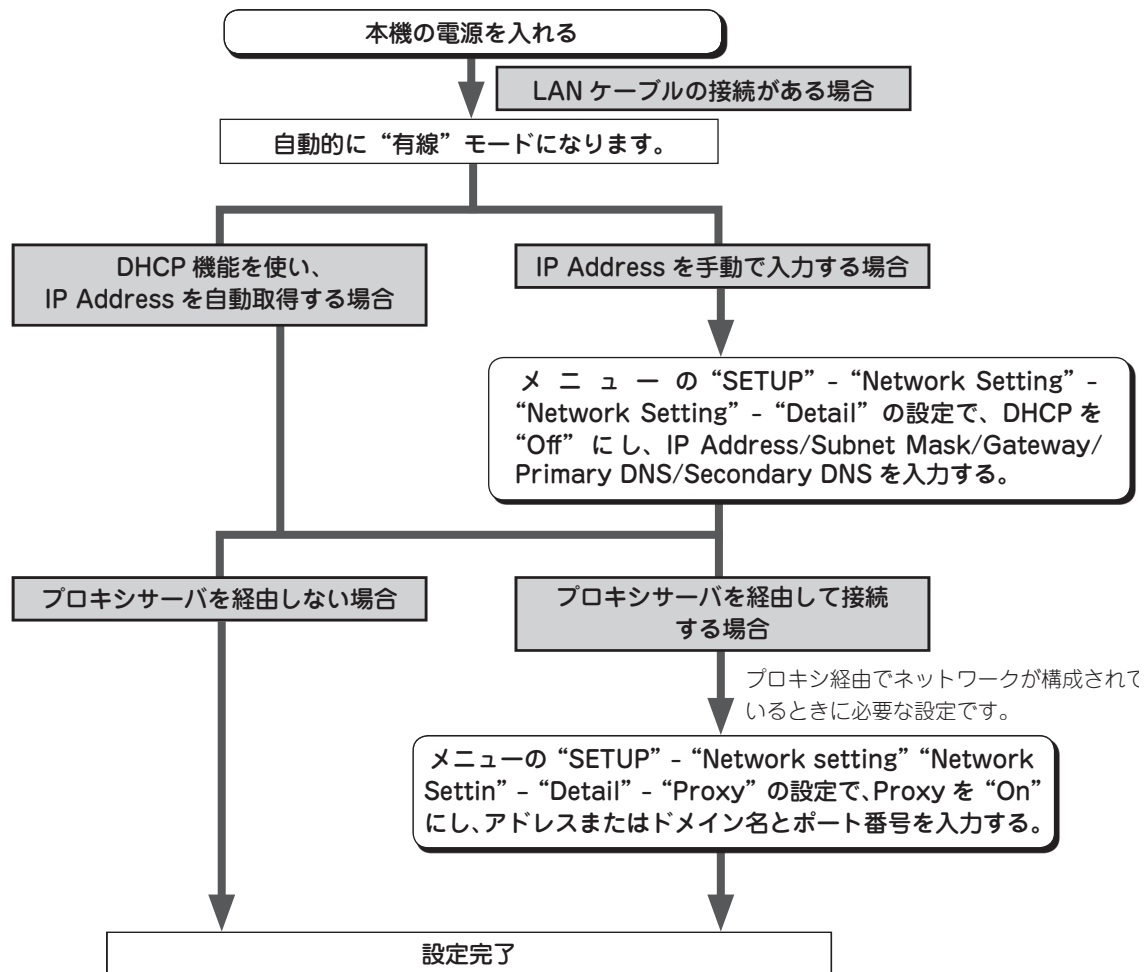 本機の電源を入れる
LAN ケーブルの接続がある場合
自動的に“有線”モードになります。
DHCP 機能を使い、
IP Address を自動取得する場合
IP Address を手動で入力する場合
メニューの“SETUP” - “Network Setting” -
“Network Setting” - “Detail” の設定で、DHCP を
“Off” にし、IP Address/Subnet Mask/Gateway/
Primary DNS/Secondary DNS を入力する。
プロキシサーバを経由しない場合
プロキシサーバを経由して接続
する場合
プロキシ経由でネットワークが構成されて
いるときに必要な設定です。
メニューの “SETUP” - “Network setting” “Network
Settin” - “Detail” - “Proxy” の設定で、Proxy を “On”
にし、アドレスまたはドメイン名とポート番号を入力する。
設定完了